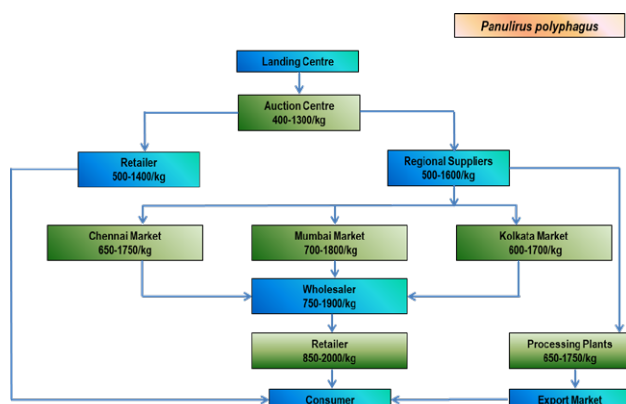 Panulirus polyphagus
Landing Centre
Auction Centre
400-1300/kg
Retailer
500-1400/kg
Regional Suppliers
500-1600/kg
Chennai Market
650-1750/kg
Mumbai Market
700-1800/kg
Kolkata Market
600-1700/kg
Wholesaler
750-1900/kg
Retailer
850-2000/kg
Processing Plants
650-1750/kg
Consumer
Export Market